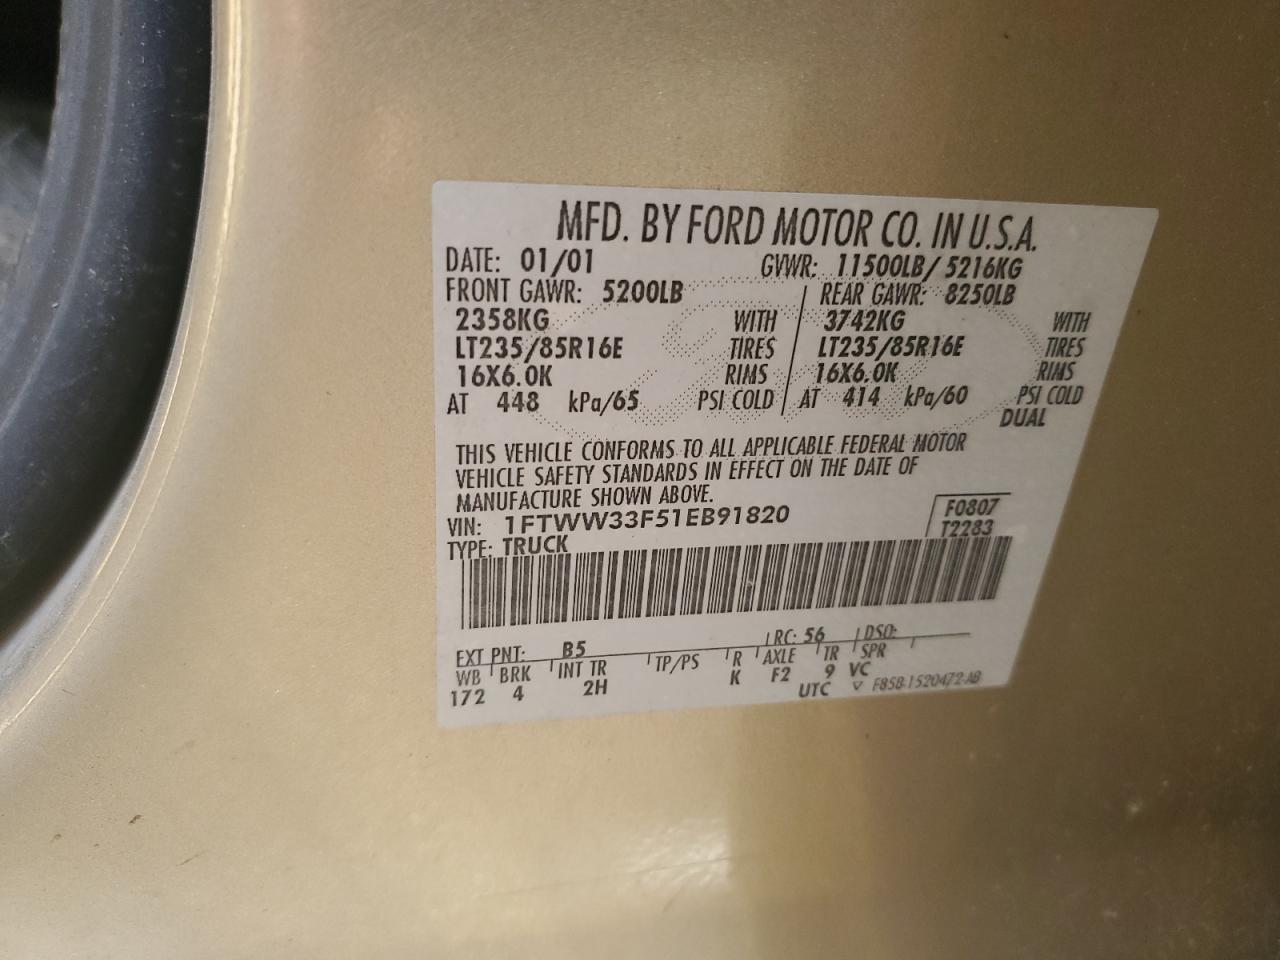 MFD. BY FORD MOTOR CO. IN U.S.A.
DATE: 01/01 GVWR: 11500LB/ 5216KG
FRONT GAWR: 5200LB REAR GAWR: 8250LB
2358KG WITH 3742KG WITH
LT235/85R16E TIRES LT235/85R16E TIRES
16X6.0K RIMS 16X6.0K RIMS
AT 448 kPa/65 PSI COLD AT 414 kPa/60 PSI COLD
DUAL
THIS VEHICLE CONFORMS TO ALL APPLICABLE FEDERAL MOTOR
VEHICLE SAFETY STANDARDS IN EFFECT ON THE DATE OF
MANUFACTURE SHOWN ABOVE.
VIN: 1FTWW33F51EB91820 F0807
TYPE: TRUCK T2283
EXT PNT: B5 RC: 56 DSO:
WB BRK INT TR TP/PS R AXLE TR SPR
172 4 2H K F2 9 VC
UTC ▽ F85B-1520472-AB